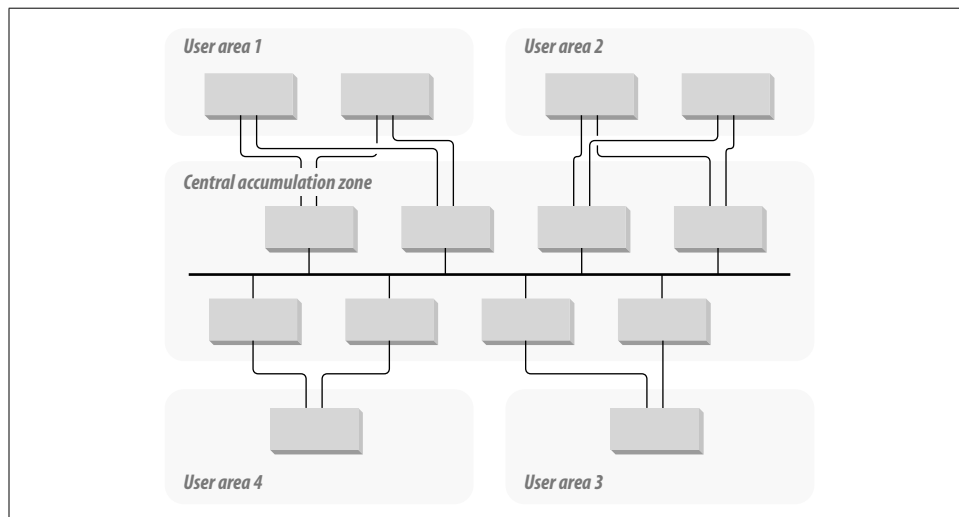 User area 1
User area 2
Central accumulation zone
User area 4
User area 3